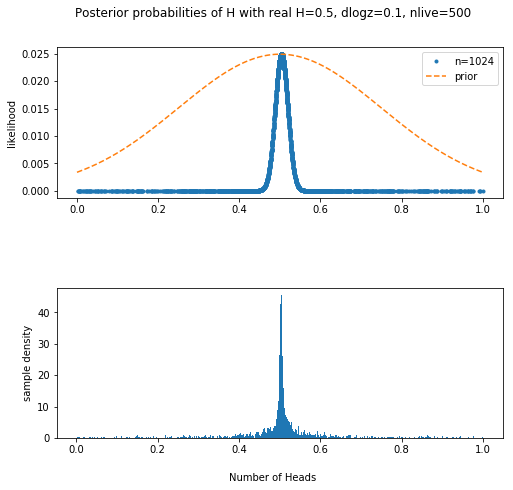 Posterior probabilities of H with real H=0.5, dlogz=0.1, nlive=500
0.025
0.020
0.015
0.010
0.005
0.000
likelihood
n=1024
prior
0.0 0.2 0.4 0.6 0.8 1.0
40
30
20
10
0
sample density
0.0 0.2 0.4 0.6 0.8 1.0
Number of Heads